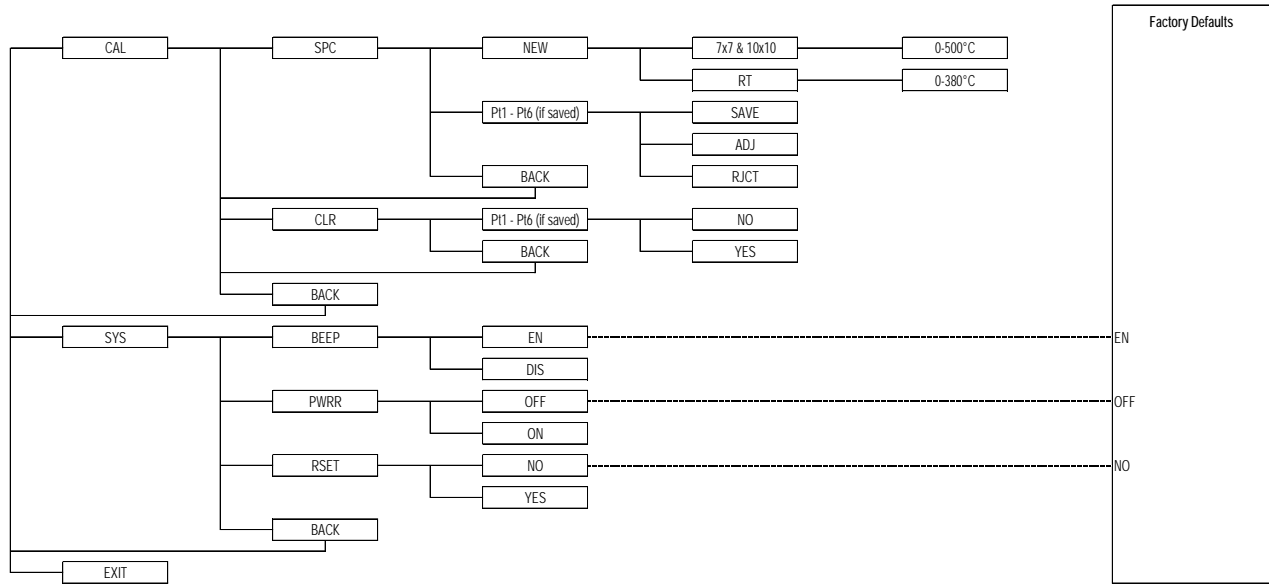 Factory Defaults
CAL SPC NEW 7x7 & 10x10 0-500°C
RT 0-380°C
Pt1 - Pt6 (if saved) SAVE
ADJ
BACK RJCT
CLR Pt1 - Pt6 (if saved) NO
BACK YES
BACK
SYS BEEP EN EN
DIS
PWRR OFF OFF
ON
RSET NO NO
YES
BACK
EXIT